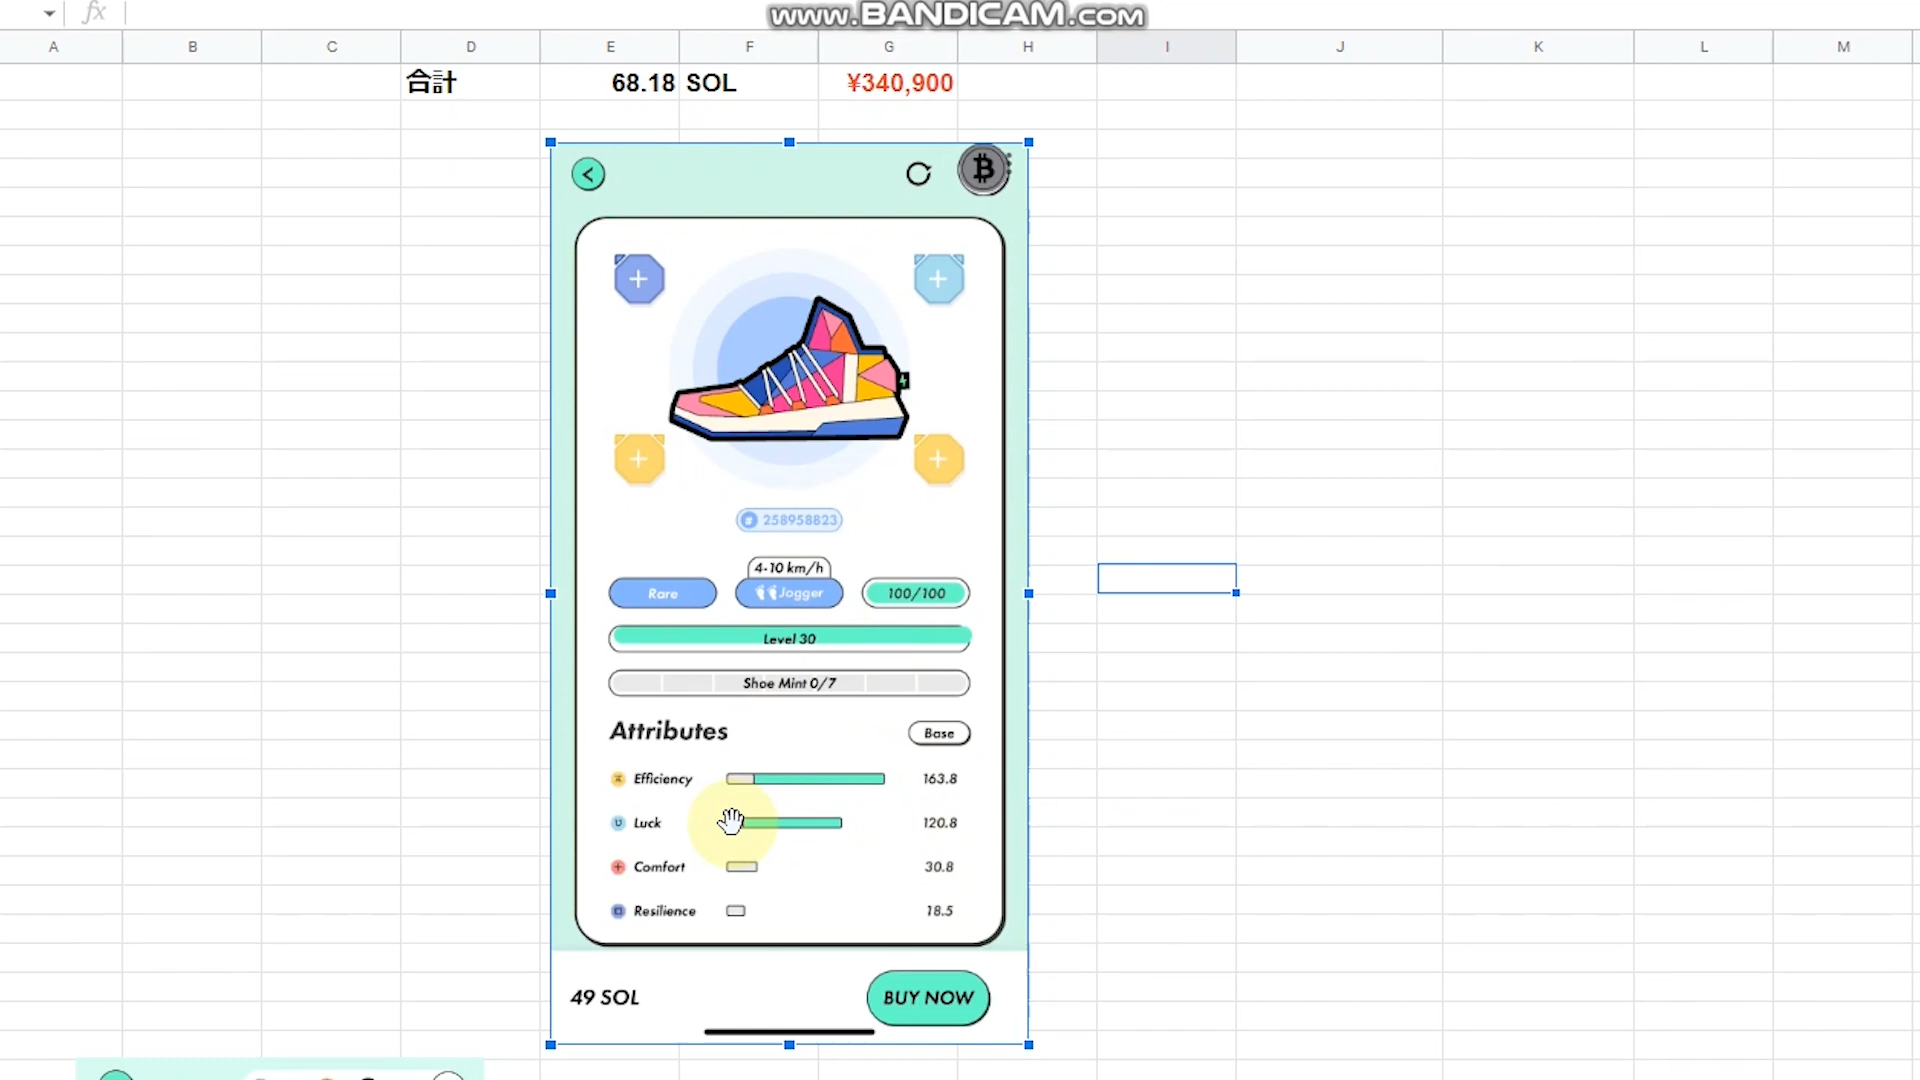 fx
www.BANDICAM.com
A B C D E F G H I J K L M
合計 68.18 SOL ¥340,900
# 258958823
4-10 km/h
Rare Jogger 100/100
Level 30
Shoe Mint 0/7
Attributes Base
Efficiency 163.8
Luck 120.8
Comfort 30.8
Resilience 18.5
49 SOL BUY NOW